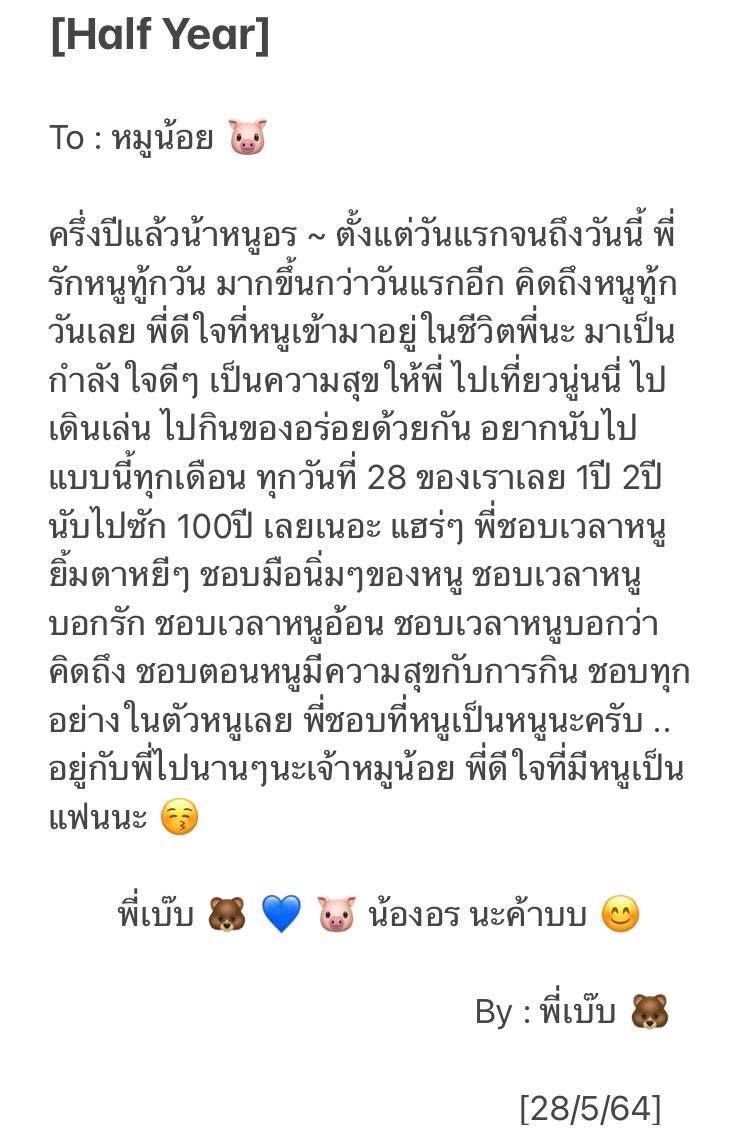 [Half Year]
To : หมูน้อย 🐷
ครึ่งปีแล้วน้าหนูอร ~ ตั้งแต่วันแรกจนถึงวันนี้ พี่
รักหนูทู้กวัน มากขึ้นกว่าวันแรกอีก คิดถึงหนูทู้ก
วันเลย พี่ดีใจที่หนูเข้ามาอยู่ในชีวิตพี่นะ มาเป็น
กำลังใจดีๆ เป็นความสุขให้พี่ ไปเที่ยวนู่นนี่ ไป
เดินเล่น ไปกินของอร่อยด้วยกัน อยากนับไป
แบบนี้ทุกเดือน ทุกวันที่ 28 ของเราเลย 1ปี 2ปี
นับไปซัก 100ปี เลยเนอะ แฮร่ๆ พี่ชอบเวลาหนู
ยิ้มตาหยีๆ ชอบมือนิ่มๆของหนู ชอบเวลาหนู
บอกรัก ชอบเวลาหนูอ้อน ชอบเวลาหนูบอกว่า
คิดถึง ชอบตอนหนูมีความสุขกับการกิน ชอบทุก
อย่างในตัวหนูเลย พี่ชอบที่หนูเป็นหนูนะครับ ..
อยู่กับพี่ไปนานๆนะเจ้าหมูน้อย พี่ดีใจที่มีหนูเป็น
แฟนนะ 😚
พี่เบ๊บ 🐻 💙 🐷 น้องอร นะค้าบบ 😊
By : พี่เบ๊บ 🐻
[28/5/64]